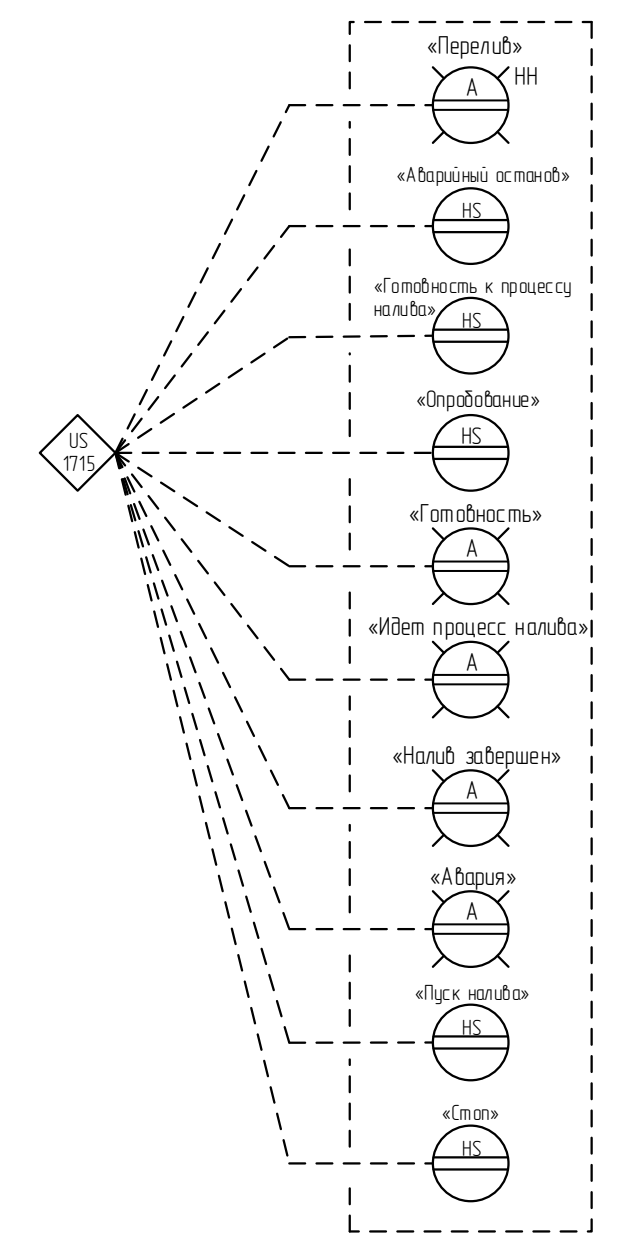 «Перелив»
НН
А
«Аварийный останов»
HS
«Готовность к процессу
налива»
HS
«Опробование»
HS
US
1715
«Готовность»
А
«Идет процесс налива»
А
«Налив завершен»
А
«Авария»
А
«Пуск налива»
HS
«Стоп»
HS